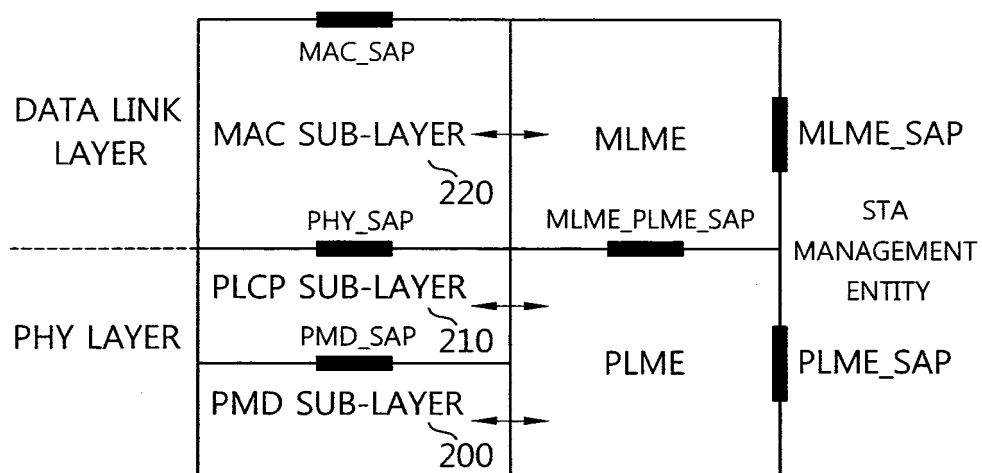 MAC_SAP
DATA LINK
LAYER
MAC SUB-LAYER
220
MLME
MLME_SAP
PHY_SAP
MLME_PLME_SAP
STA
MANAGEMENT
ENTITY
PHY LAYER
PLCP SUB-LAYER
210
PMD_SAP
PLME
PLME_SAP
PMD SUB-LAYER
200